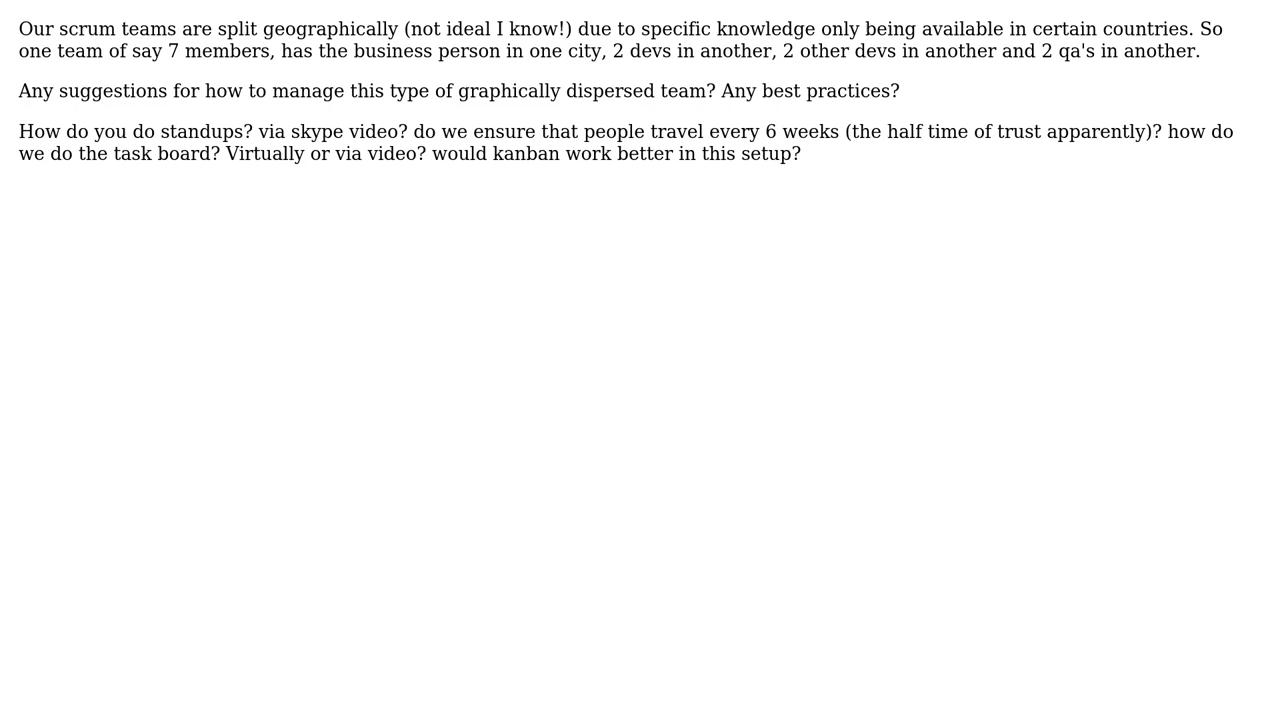 Our scrum teams are split geographically (not ideal I know!) due to specific knowledge only being available in certain countries. So
one team of say 7 members, has the business person in one city, 2 devs in another, 2 other devs in another and 2 qa's in another.
Any suggestions for how to manage this type of graphically dispersed team? Any best practices?
How do you do standups? via skype video? do we ensure that people travel every 6 weeks (the half time of trust apparently)? how do
we do the task board? Virtually or via video? would kanban work better in this setup?